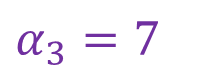 α₃ = 7